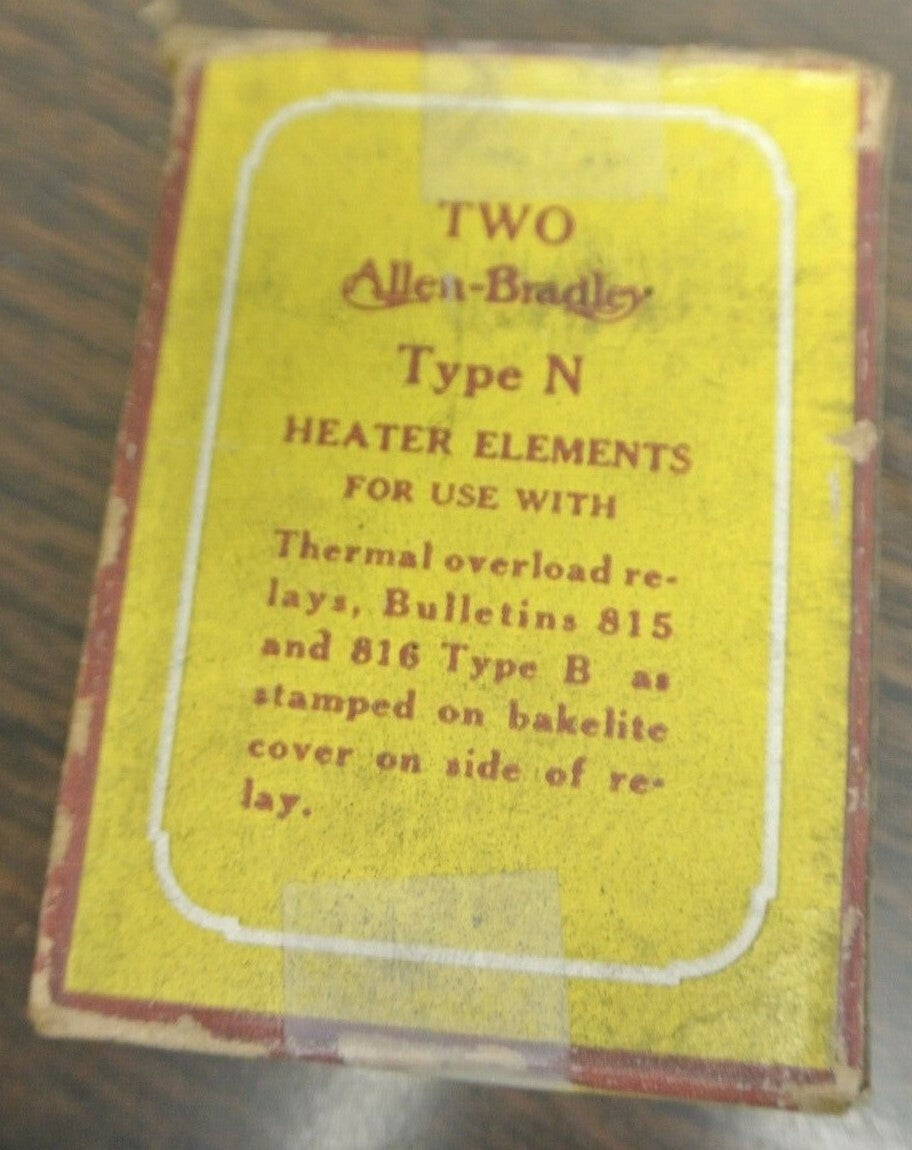 TWO
Allen-Bradley
Type N
HEATER ELEMENTS
FOR USE WITH
Thermal overload re-
lays, Bulletins 815
and 816 Type B as
stamped on bakelite
cover on side of re-
lay.